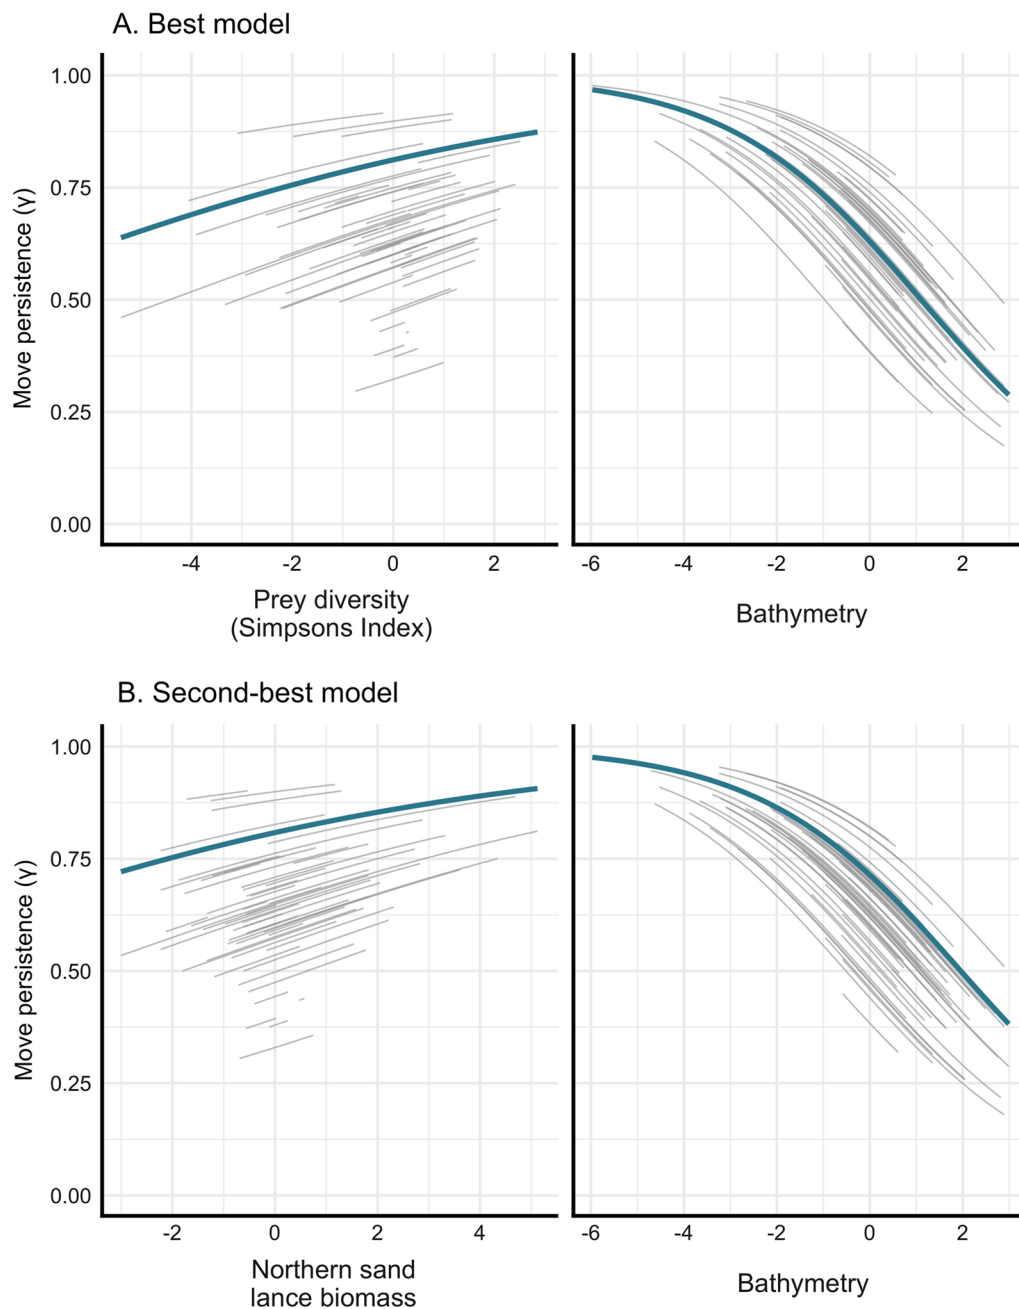 A. Best model
Move persistence (γ)
1.00
0.75
0.50
0.25
0.00
-4 -2 0 2
Prey diversity
(Simpsons Index)
-6 -4 -2 0 2
Bathymetry
B. Second-best model
Move persistence (γ)
1.00
0.75
0.50
0.25
0.00
-2 0 2 4
Northern sand
lance biomass
-6 -4 -2 0 2
Bathymetry